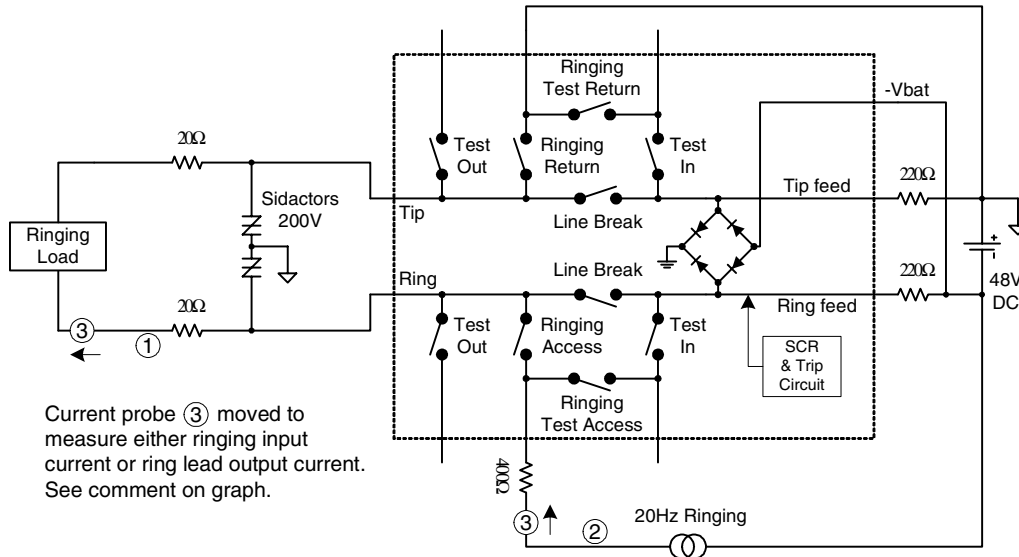 Ringing
Test Return
-Vbat
20Ω
Test
Out
Ringing
Return
Test
In
220Ω
Sidactors
200V
Tip feed
Tip
Line Break
Ringing
Load
+
-
48V
DC
Ring
Line Break
220Ω
20Ω
Ring feed
3
1
Test
Out
Ringing
Access
Test
In
SCR
& Trip
Circuit
Ringing
Test Access
Current probe 3 moved to
measure either ringing input
current or ring lead output current.
See comment on graph.
400Ω
3
2
20Hz Ringing